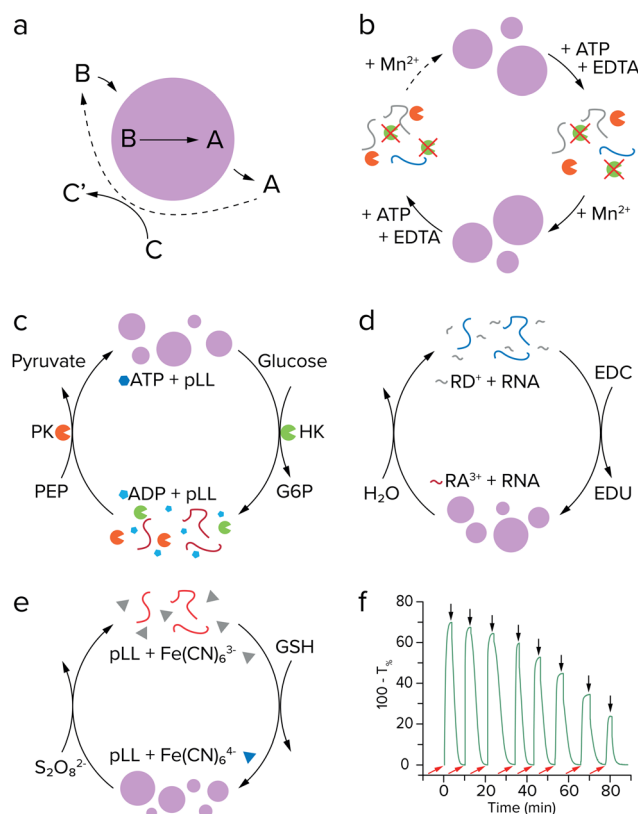 a
B
B
A
A
C'
C
b
+ Mn²⁺
+ ATP
+ EDTA
+ ATP
+ EDTA
+ Mn²⁺
c
Pyruvate
Glucose
ATP + pLL
PK
HK
ADP + pLL
PEP
G6P
d
RD⁺ + RNA
EDC
RA³⁺ + RNA
H₂O
EDU
e
pLL + Fe(CN)₆³⁻
GSH
pLL + Fe(CN)₆⁴⁻
S₂O₈²⁻
f
100 - T%
80
60
40
20
0
0 20 40 60 80
Time (min)